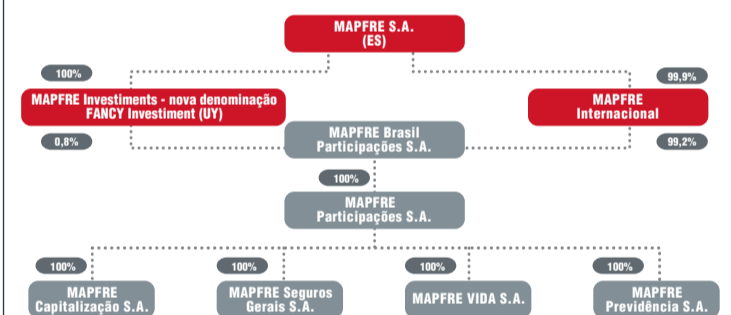 MAPFRE S.A.
(ES)
100%
99,9%
MAPFRE Investiments - nova denominação
FANCY Investiment (UY)
MAPFRE
Internacional
0,8%
MAPFRE Brasil
Participações S.A.
99,2%
100%
MAPFRE
Participações S.A.
100%
100%
100%
100%
MAPFRE
Capitalização S.A.
MAPFRE Seguros
Gerais S.A.
MAPFRE VIDA S.A.
MAPFRE
Previdência S.A.